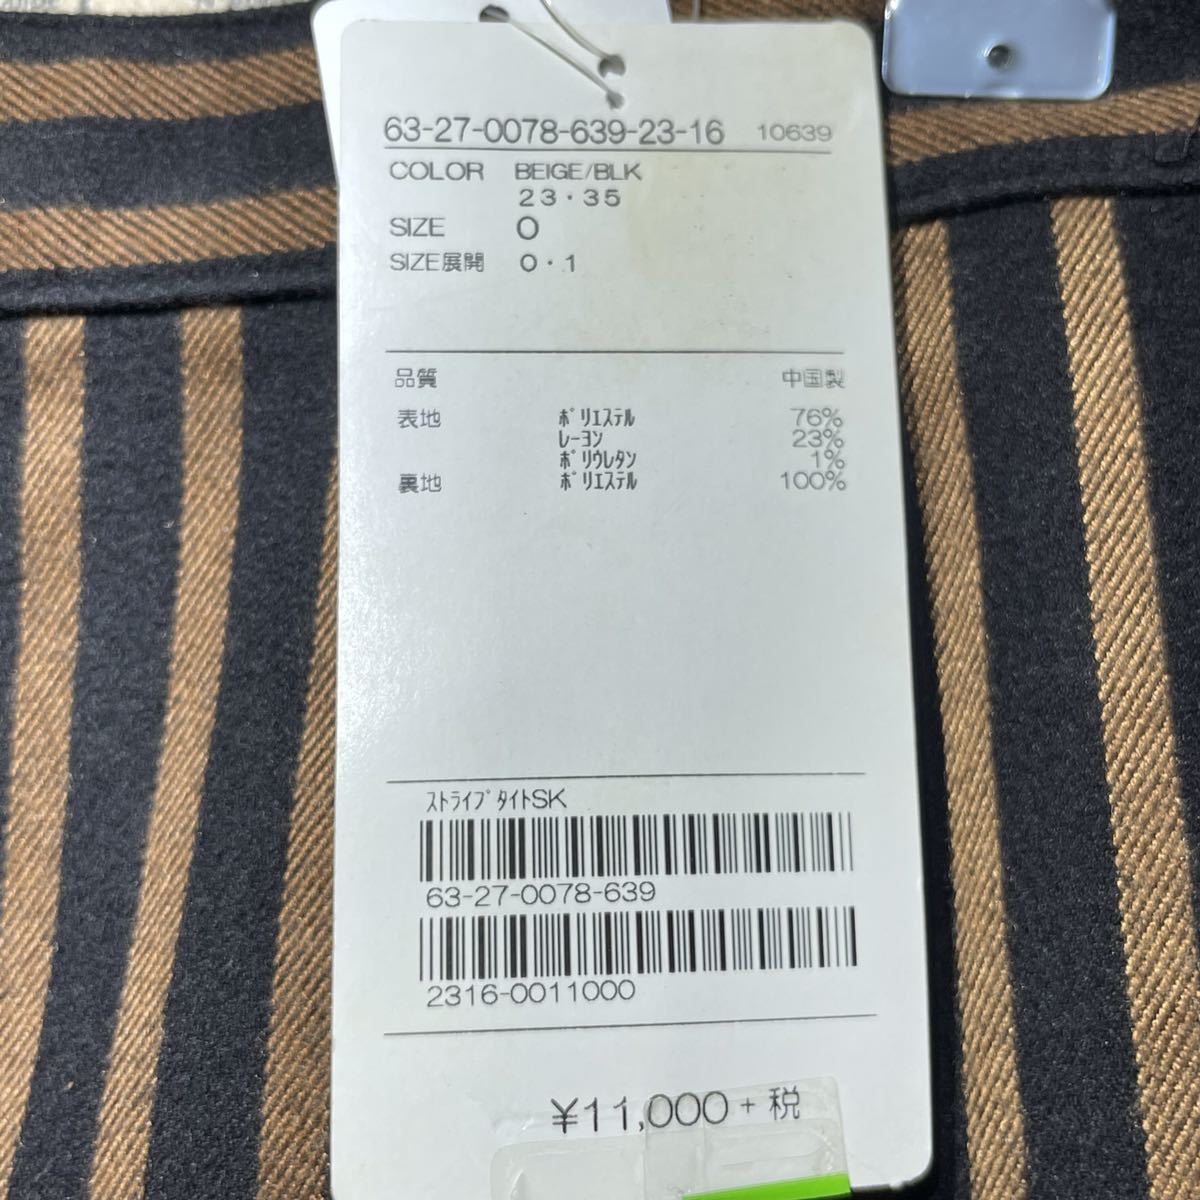 63-27-0078-639-23-16 10639
COLOR BEIGE/BLK
23・35
SIZE 0
SIZE展開 0・1
品質 中国製
表地 ﾎﾟﾘｴｽﾃﾙ 76%
ﾚｰﾖﾝ 23%
ﾎﾟﾘｳﾚﾀﾝ 1%
裏地 ﾎﾟﾘｴｽﾃﾙ 100%
ｽﾄﾗｲﾌﾟﾀｲﾄSK
63-27-0078-639
2316-0011000
¥11,000+税